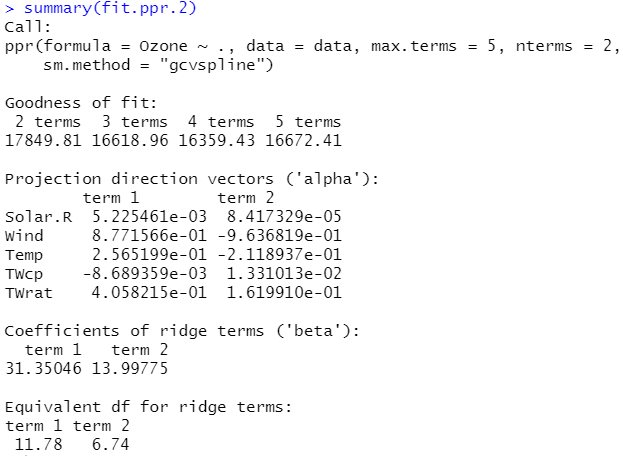 > summary(fit.ppr.2)
Call:
ppr(formula = Ozone ~ ., data = data, max.terms = 5, nterms = 2,
    sm.method = "gcvspline")

Goodness of fit:
 2 terms  3 terms  4 terms  5 terms
17849.81 16618.96 16359.43 16672.41

Projection direction vectors ('alpha'):
        term 1        term 2
Solar.R  5.225461e-03  8.417329e-05
Wind     8.771566e-01 -9.636819e-01
Temp     2.565199e-01 -2.118937e-01
TWcp    -8.689359e-03  1.331013e-02
TWrat    4.058215e-01  1.619910e-01

Coefficients of ridge terms ('beta'):
  term 1   term 2
31.35046 13.99775

Equivalent df for ridge terms:
term 1 term 2
 11.78   6.74